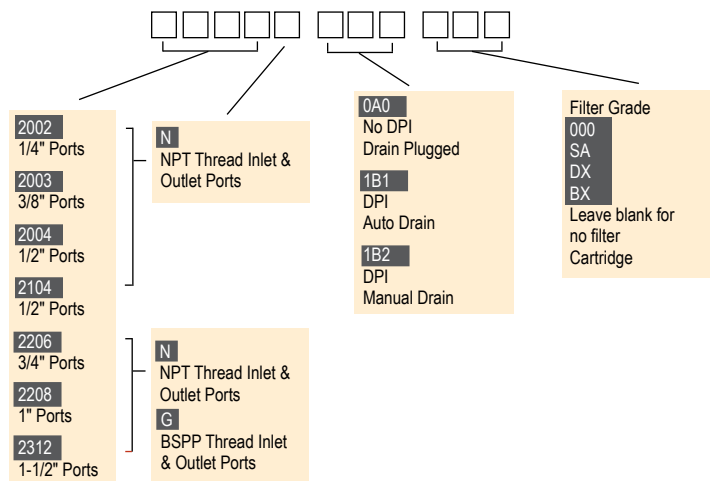 2002
1/4" Ports
2003
3/8" Ports
2004
1/2" Ports
2104
1/2" Ports
2206
3/4" Ports
2208
1" Ports
2312
1-1/2" Ports
N
NPT Thread Inlet &
Outlet Ports
N
NPT Thread Inlet &
Outlet Ports
G
BSPP Thread Inlet
& Outlet Ports
0A0
No DPI
Drain Plugged
1B1
DPI
Auto Drain
1B2
DPI
Manual Drain
Filter Grade
000
SA
DX
BX
Leave blank for
no filter
Cartridge